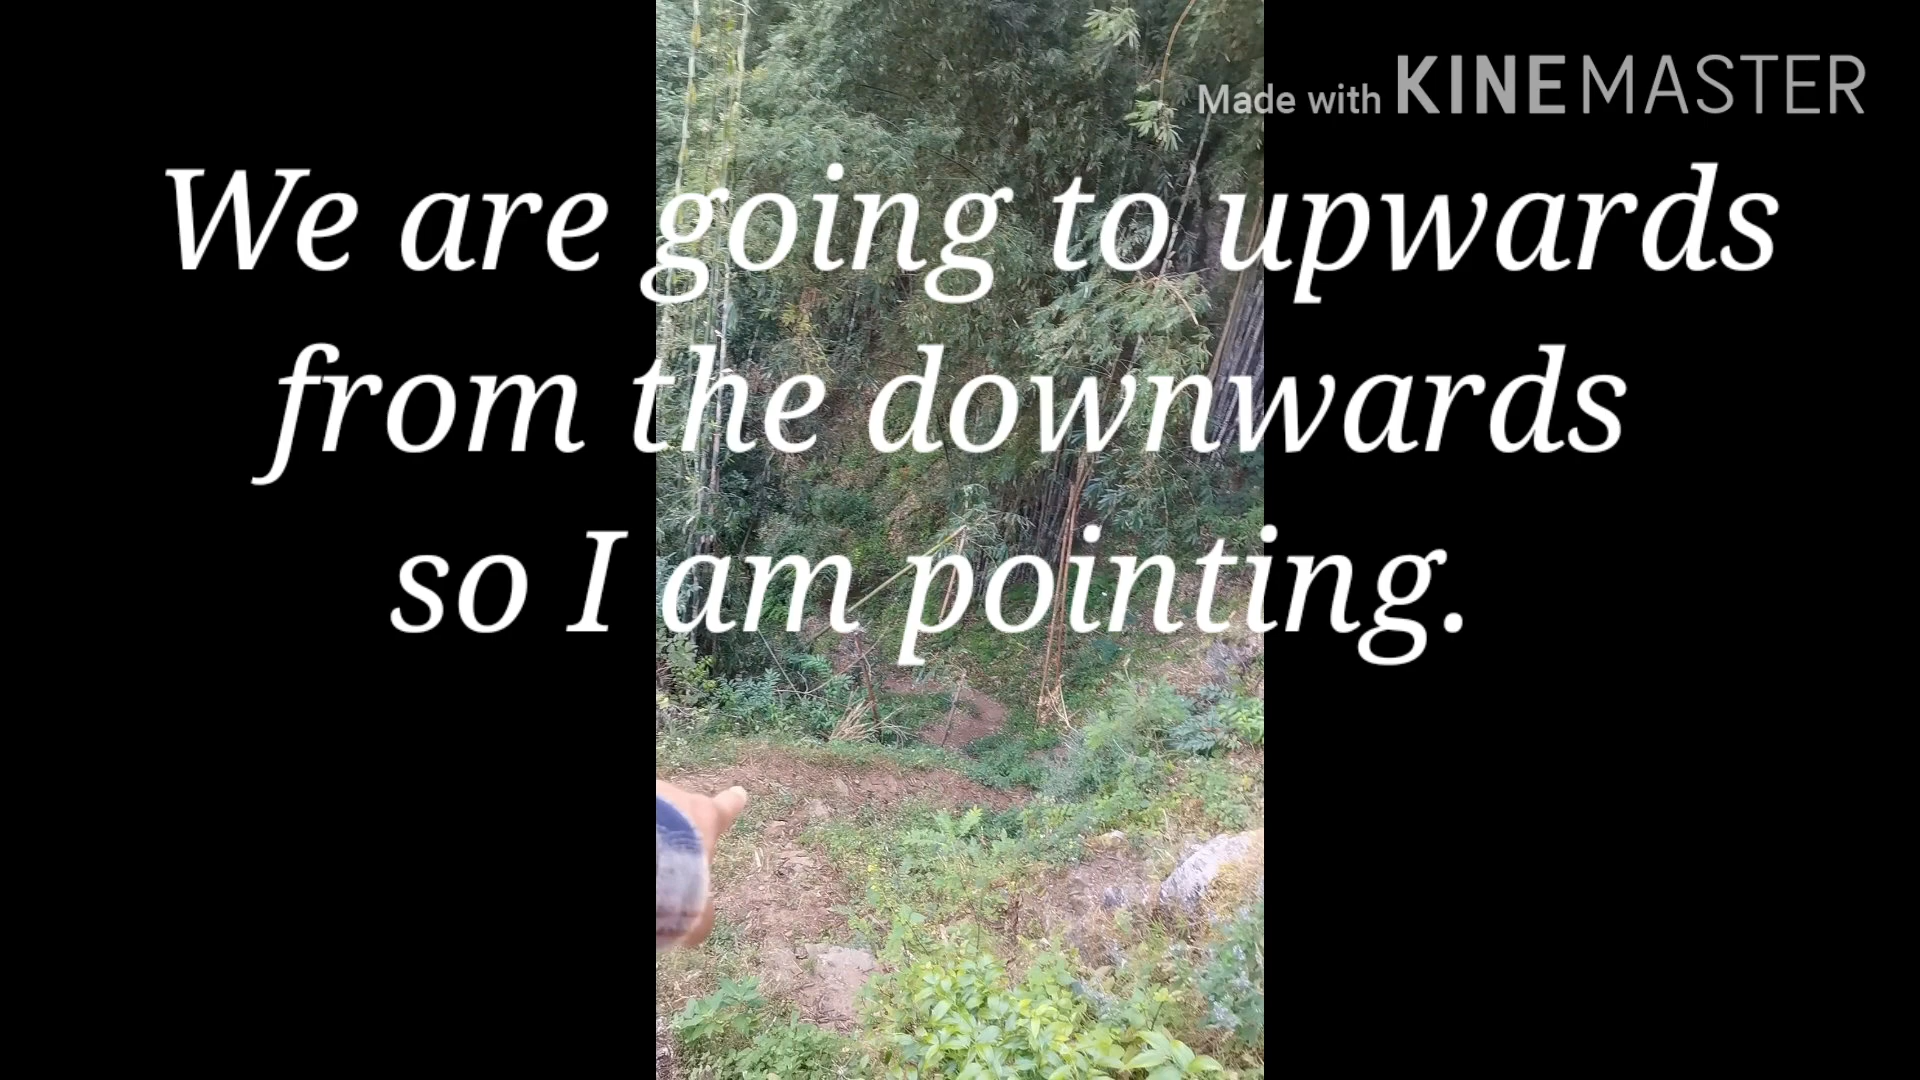 Made with KINEMASTER
We are going to upwards
from the downwards
so I am pointing.